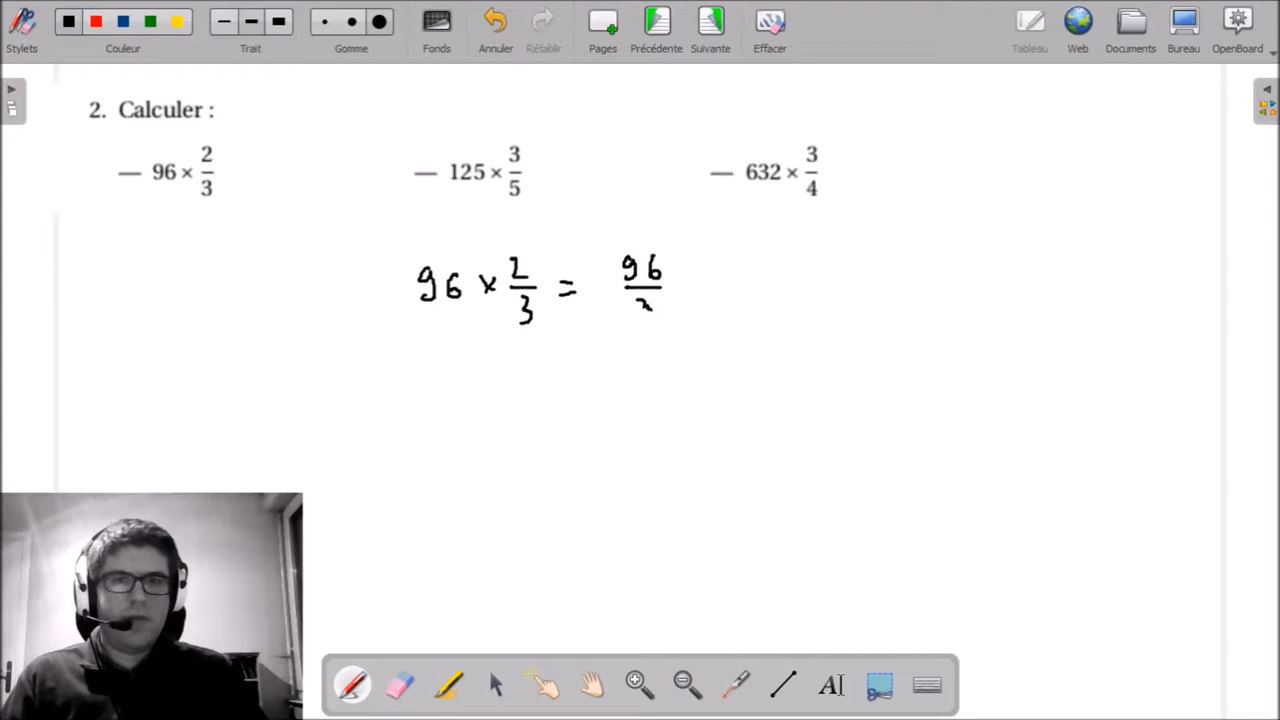 Stylets Couleur Trait Gomme Fonds Annuler Rétablir Pages Précédente Suivante Effacer Tableau Web Documents Bureau OpenBoard
2. Calculer :
— 96 × 2/3 — 125 × 3/5 — 632 × 3/4
96 × 2/3 = 96/
AI